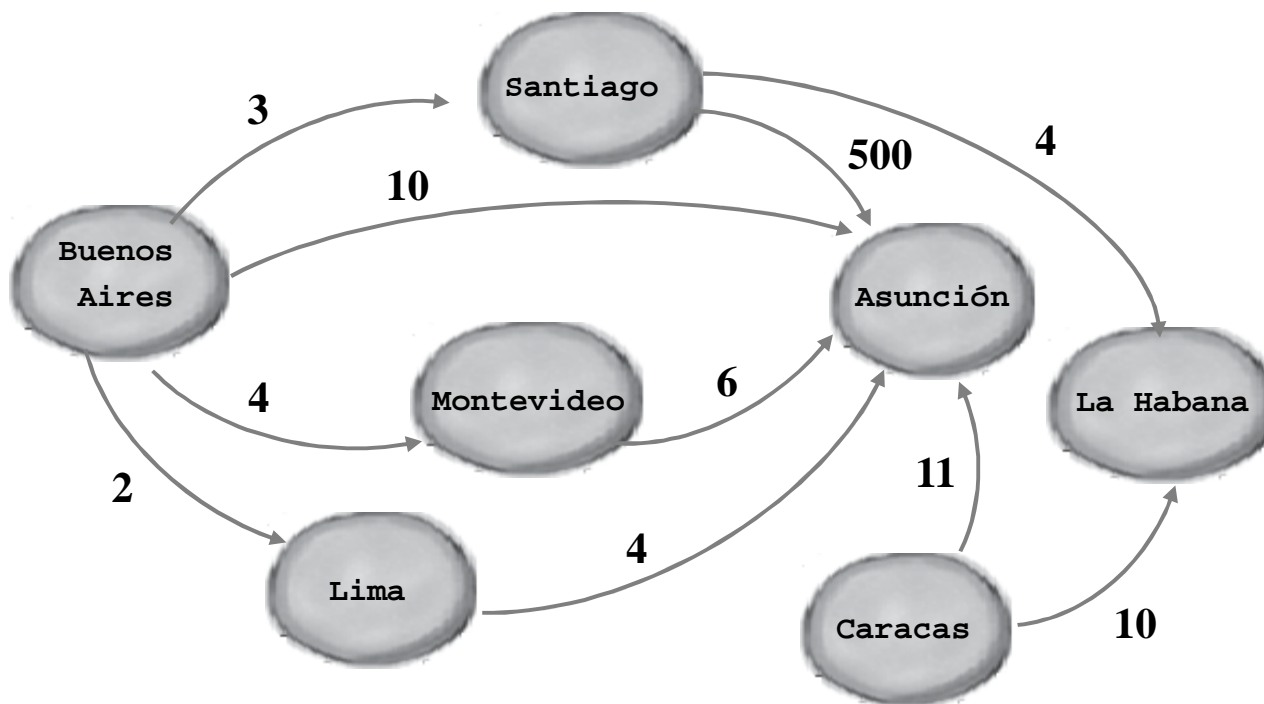 Santiago
3
4
500
10
Buenos
Aires
Asunción
Montevideo
6
4
La Habana
11
2
4
Lima
Caracas
10